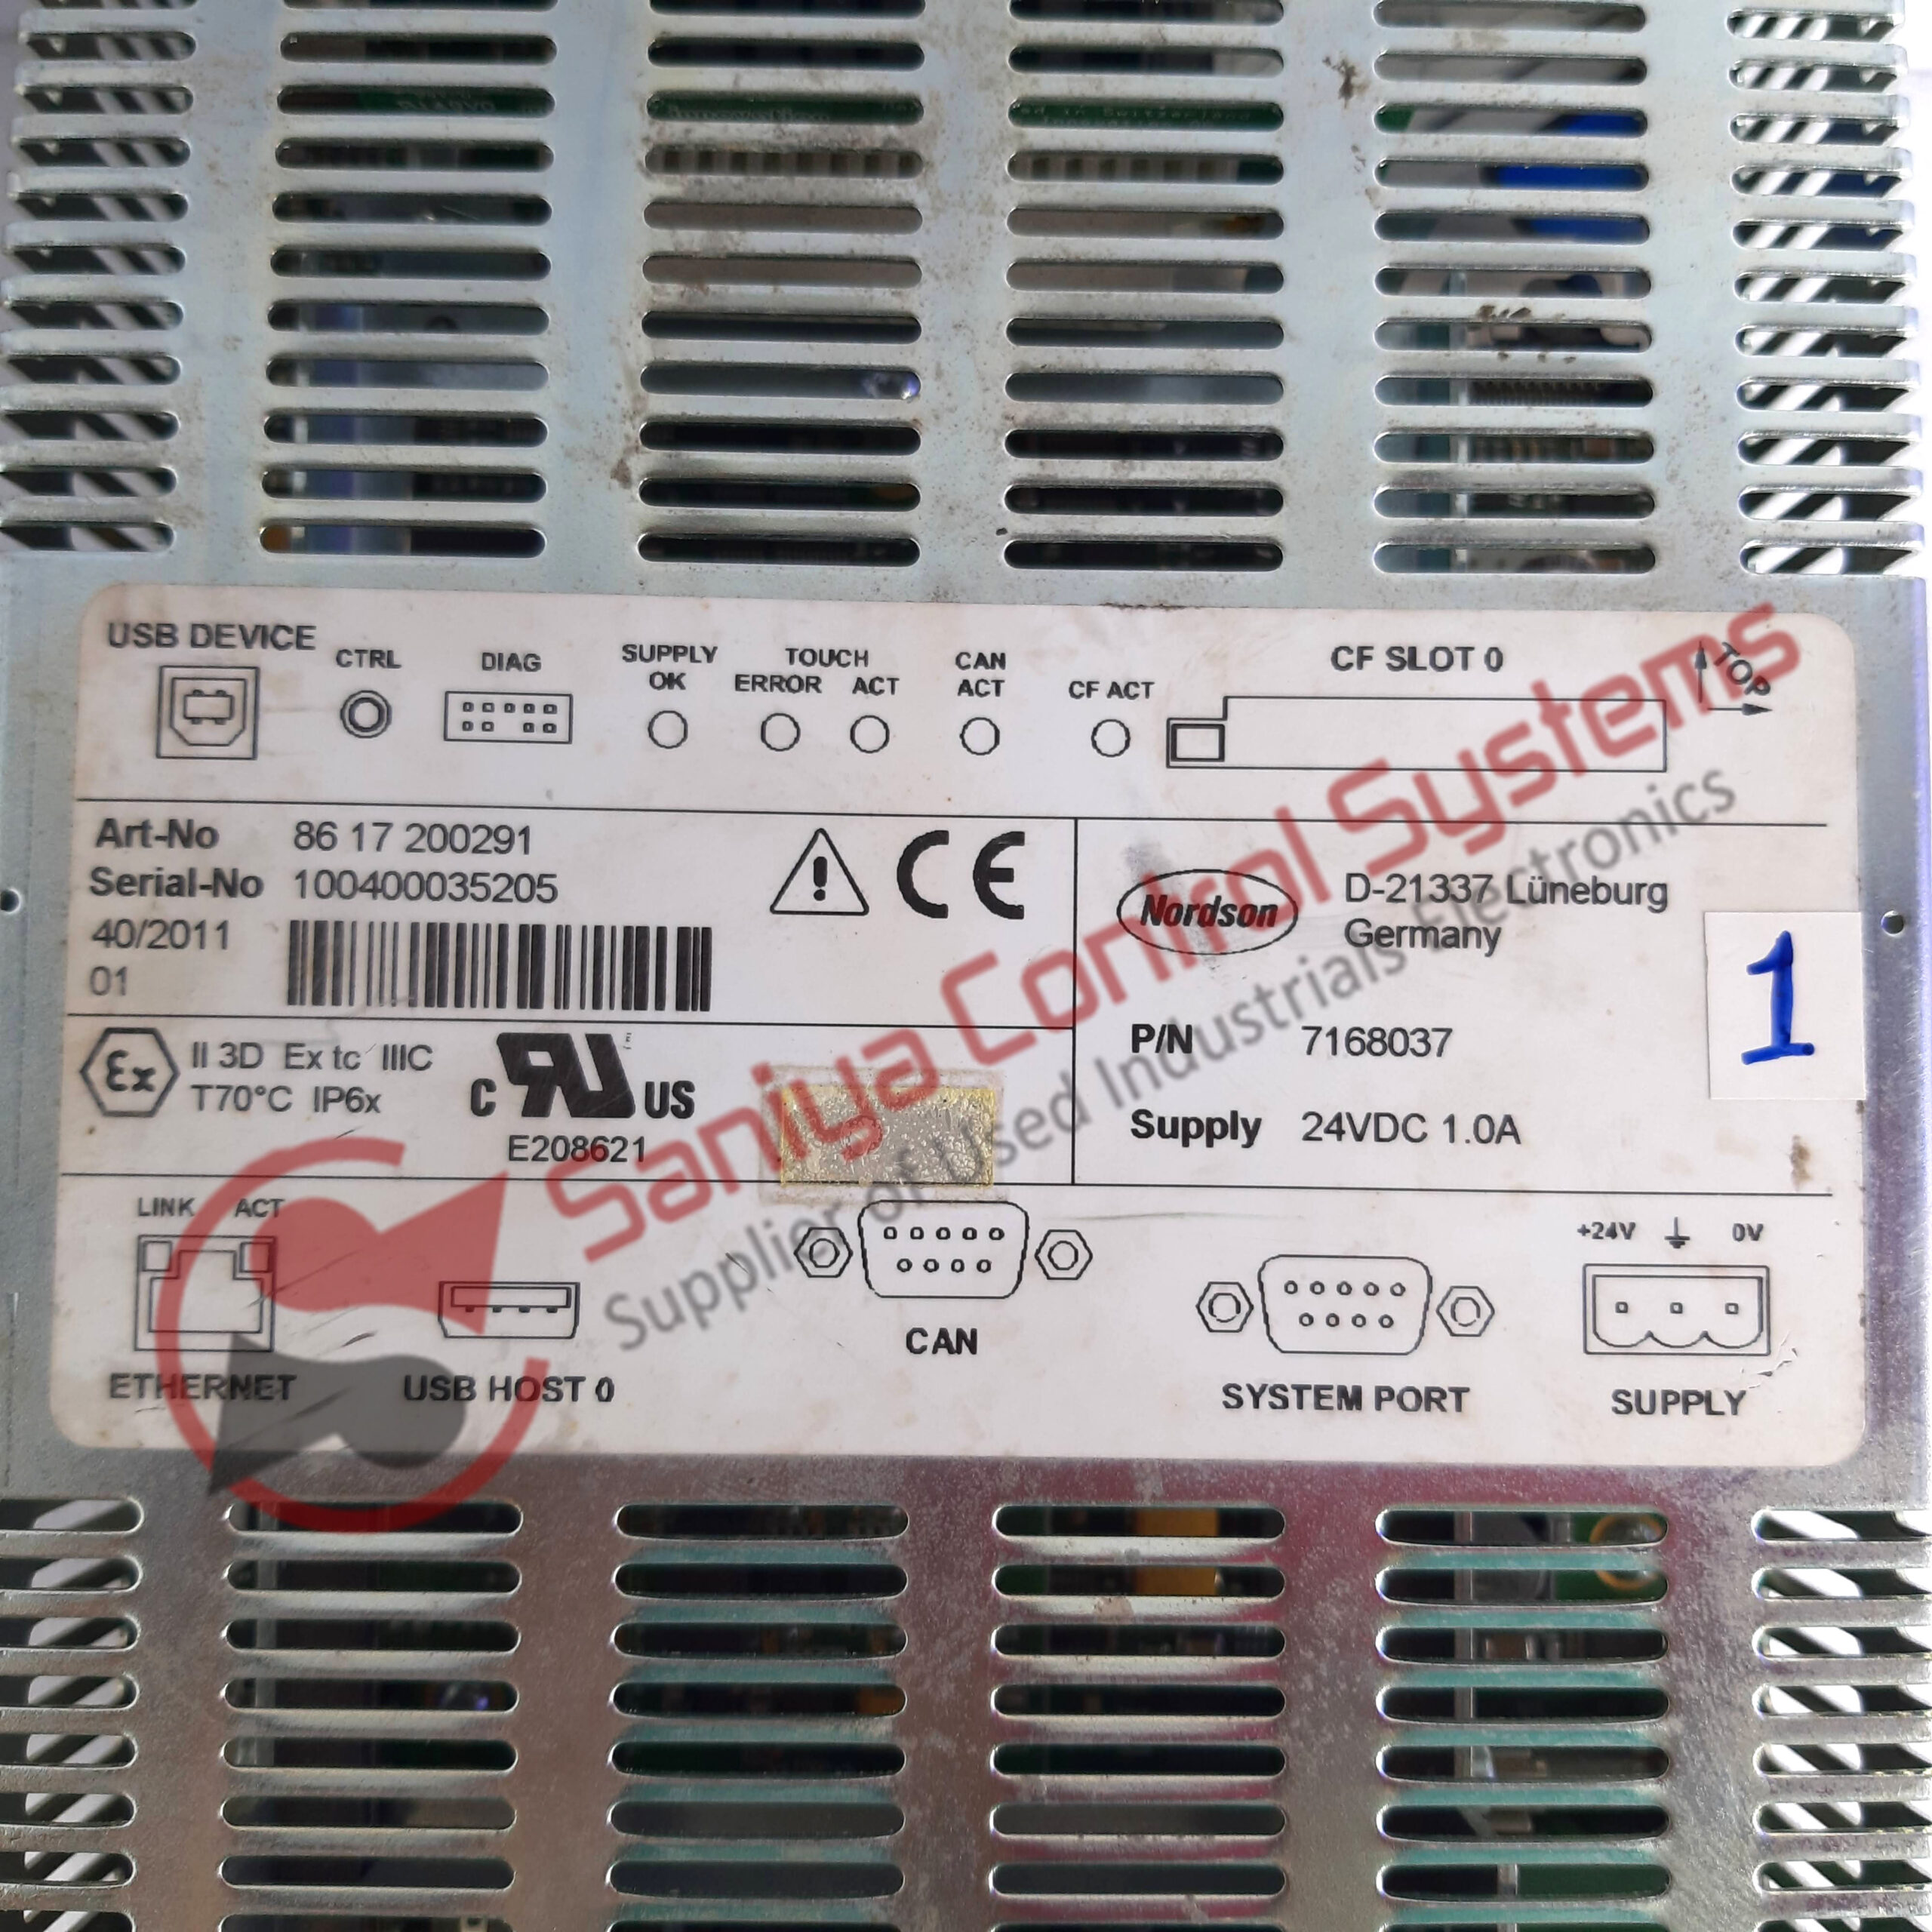 USB DEVICE
CTRL
DIAG
SUPPLY
OK
TOUCH
ERROR ACT
CAN
ACT
CF ACT
CF SLOT 0
TOP
Art-No 86 17 200291
Serial-No 100400035205
40/2011
01
CE
Nordson
D-21337 Lüneburg
Germany
1
P/N 7168037
Supply 24VDC 1.0A
Ex
II 3D Ex tc IIIC
T70°C IP6x
C RU US
E208621
LINK ACT
ETHERNET
USB HOST 0
CAN
SYSTEM PORT
+24V 0V
SUPPLY
Saniya Control Systems
Supplier of Used Industrials Electronics